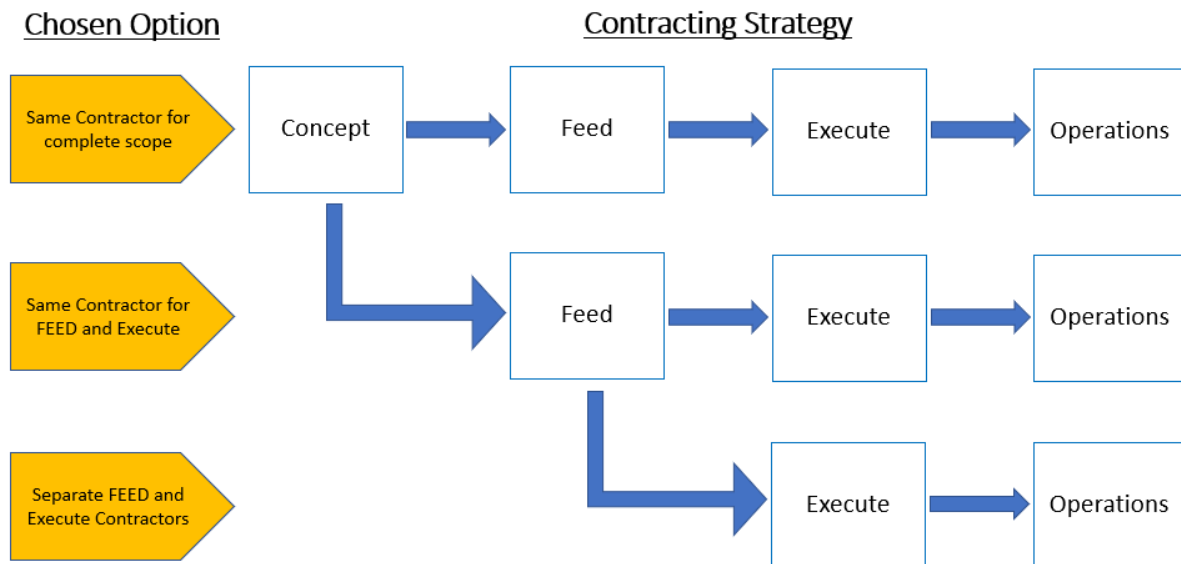 Chosen Option
Contracting Strategy
Same Contractor for
complete scope
Concept
Feed
Execute
Operations
Same Contractor for
FEED and Execute
Feed
Execute
Operations
Separate FEED and
Execute Contractors
Execute
Operations